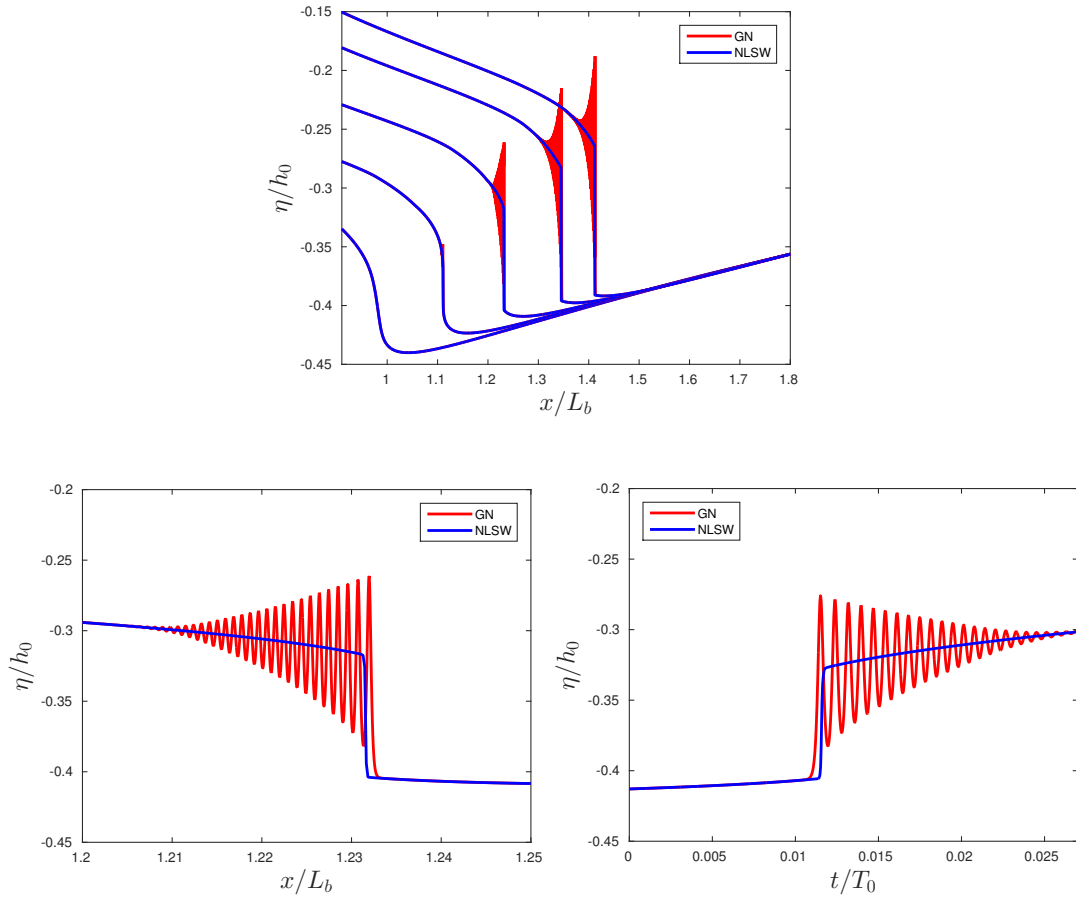 -0.15
-0.2
-0.25
-0.3
-0.35
-0.4
-0.45
η/h₀
GN
NLSW
1 1.1 1.2 1.3 1.4 1.5 1.6 1.7 1.8
x/L_b
-0.2
-0.25
-0.3
-0.35
-0.4
-0.45
η/h₀
GN
NLSW
1.2 1.21 1.22 1.23 1.24 1.25
x/L_b
-0.2
-0.25
-0.3
-0.35
-0.4
-0.45
η/h₀
GN
NLSW
0 0.005 0.01 0.015 0.02 0.025
t/T₀